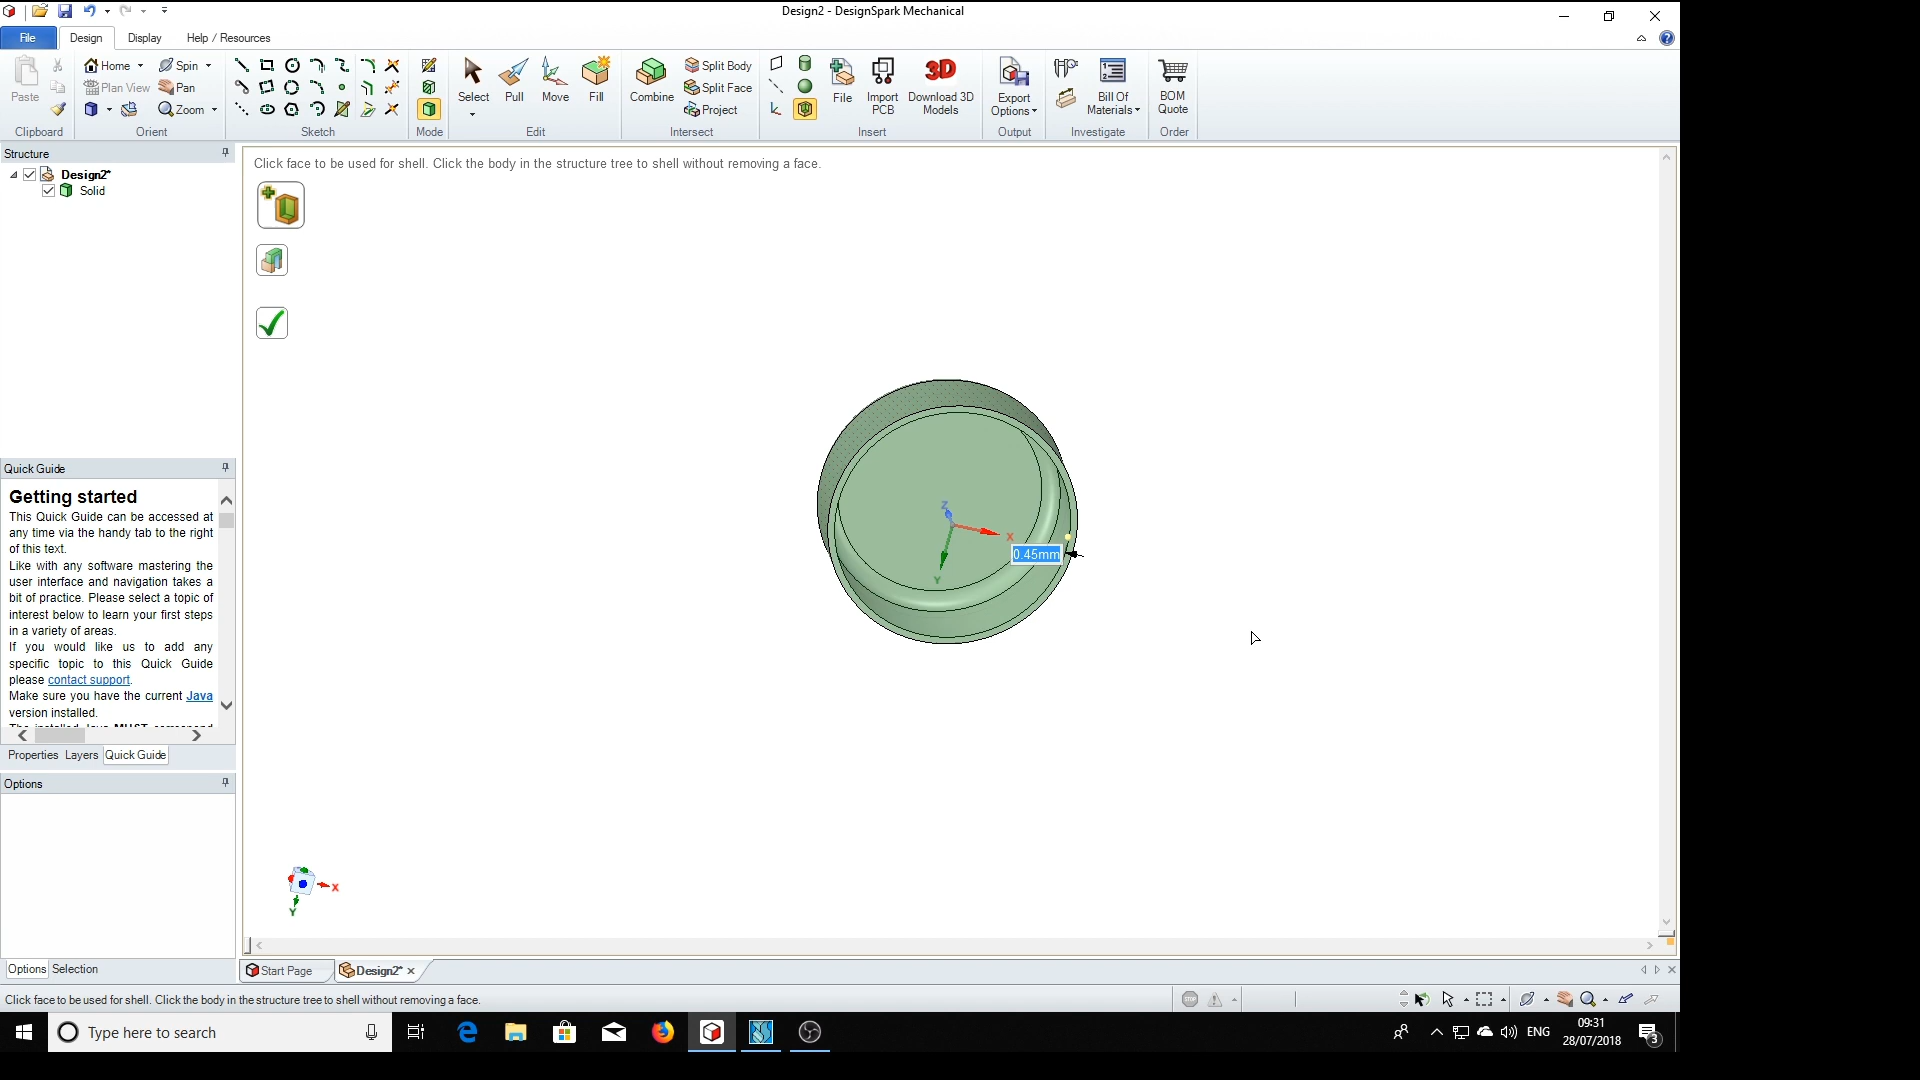 Design2 - DesignSpark Mechanical
File
Design
Display
Help / Resources
Paste
Clipboard
Home
Spin
Plan View
Pan
Zoom
Orient
Sketch
Mode
Select
Pull
Move
Fill
Edit
Combine
Split Body
Split Face
Project
Intersect
File
Import
PCB
Download 3D
Models
Insert
Export
Options
Output
Bill Of
Materials
Investigate
BOM
Quote
Order
Structure
Design2*
Solid
Click face to be used for shell. Click the body in the structure tree to shell without removing a face.
Quick Guide
Getting started
This Quick Guide can be accessed at
any time via the handy tab to the right
of this text.
Like with any software mastering the
user interface and navigation takes a
bit of practice. Please select a topic of
interest below to learn your first steps
in a variety of areas.
If you would like us to add any
specific topic to this Quick Guide
please contact support.
Make sure you have the current Java
version installed.
Properties Layers Quick Guide
Options
Z
X
0.45mm
Y
X
Y
Options Selection
Start Page
Design2*
Click face to be used for shell. Click the body in the structure tree to shell without removing a face.
Type here to search
ENG
09:31
28/07/2018
3